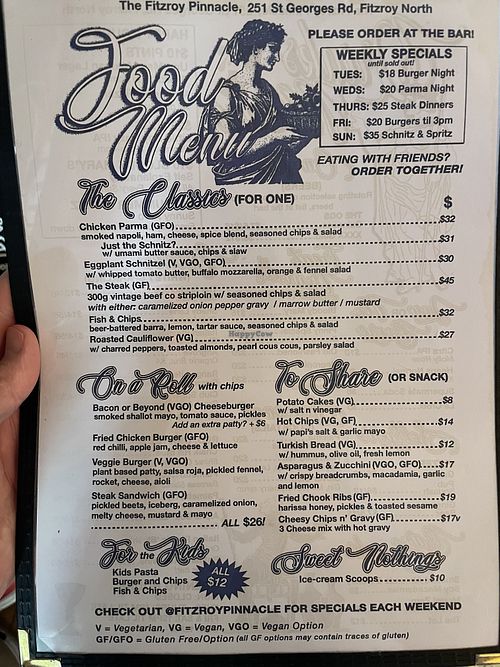 The Fitzroy Pinnacle, 251 St Georges Rd, Fitzroy North
Food
Menu
PLEASE ORDER AT THE BAR!
WEEKLY SPECIALS
until sold out!
TUES: $18 Burger Night
WEDS: $20 Parma Night
THURS: $25 Steak Dinners
FRI: $20 Burgers til 3pm
SUN: $35 Schnitz & Spritz
EATING WITH FRIENDS?
ORDER TOGETHER!
The Classics (FOR ONE) $
Chicken Parma (GFO) $32
smoked napoli, ham, cheese, spice blend, seasoned chips & salad
Just the Schnitz? $31
w/ umami butter sauce, chips & slaw
Eggplant Schnitzel (V, VGO, GFO) $30
w/ whipped tomato butter, buffalo mozzarella, orange & fennel salad
The Steak (GF) $45
300g vintage beef co striploin w/ seasoned chips & salad
with either: caramelized onion pepper gravy / marrow butter / mustard
Fish & Chips $32
beer-battered barra, lemon, tartar sauce, seasoned chips & salad
HappyCow
Roasted Cauliflower (VG) $27
w/ charred peppers, toasted almonds, pearl cous cous, parsley salad
On a Roll with chips
Bacon or Beyond (VGO) Cheeseburger
smoked shallot mayo, tomato sauce, pickles
Add an extra patty? + $6
Fried Chicken Burger (GFO)
red chilli, apple jam, cheese & lettuce
Veggie Burger (V, VGO)
plant based patty, salsa roja, pickled fennel,
rocket, cheese, aioli
Steak Sandwich (GFO)
pickled beets, iceberg, caramelized onion,
melty cheese, mustard & mayo
ALL $26!
To Share (OR SNACK)
Potato Cakes (VG) $8
w/ salt n vinegar
Hot Chips (VG, GF) $14
w/ papi's salt & garlic mayo
Turkish Bread (VG) $12
w/ hummus, olive oil, fresh lemon
Asparagus & Zucchini (VGO, GFO) $17
w/ crispy breadcrumbs, macadamia, garlic
and lemon
Fried Chook Ribs (GF) $19
harissa honey, pickles & toasted sesame
Cheesy Chips n' Gravy (GF) $17v
3 Cheese mix with hot gravy
For the Kids
Kids Pasta
Burger and Chips
Fish & Chips
ALL
$12
Sweet Nothings
Ice-cream Scoops $10
CHECK OUT @FITZROYPINNACLE FOR SPECIALS EACH WEEKEND
V = Vegetarian, VG = Vegan, VGO = Vegan Option
GF/GFO = Gluten Free/Option (all GF options may contain traces of gluten)